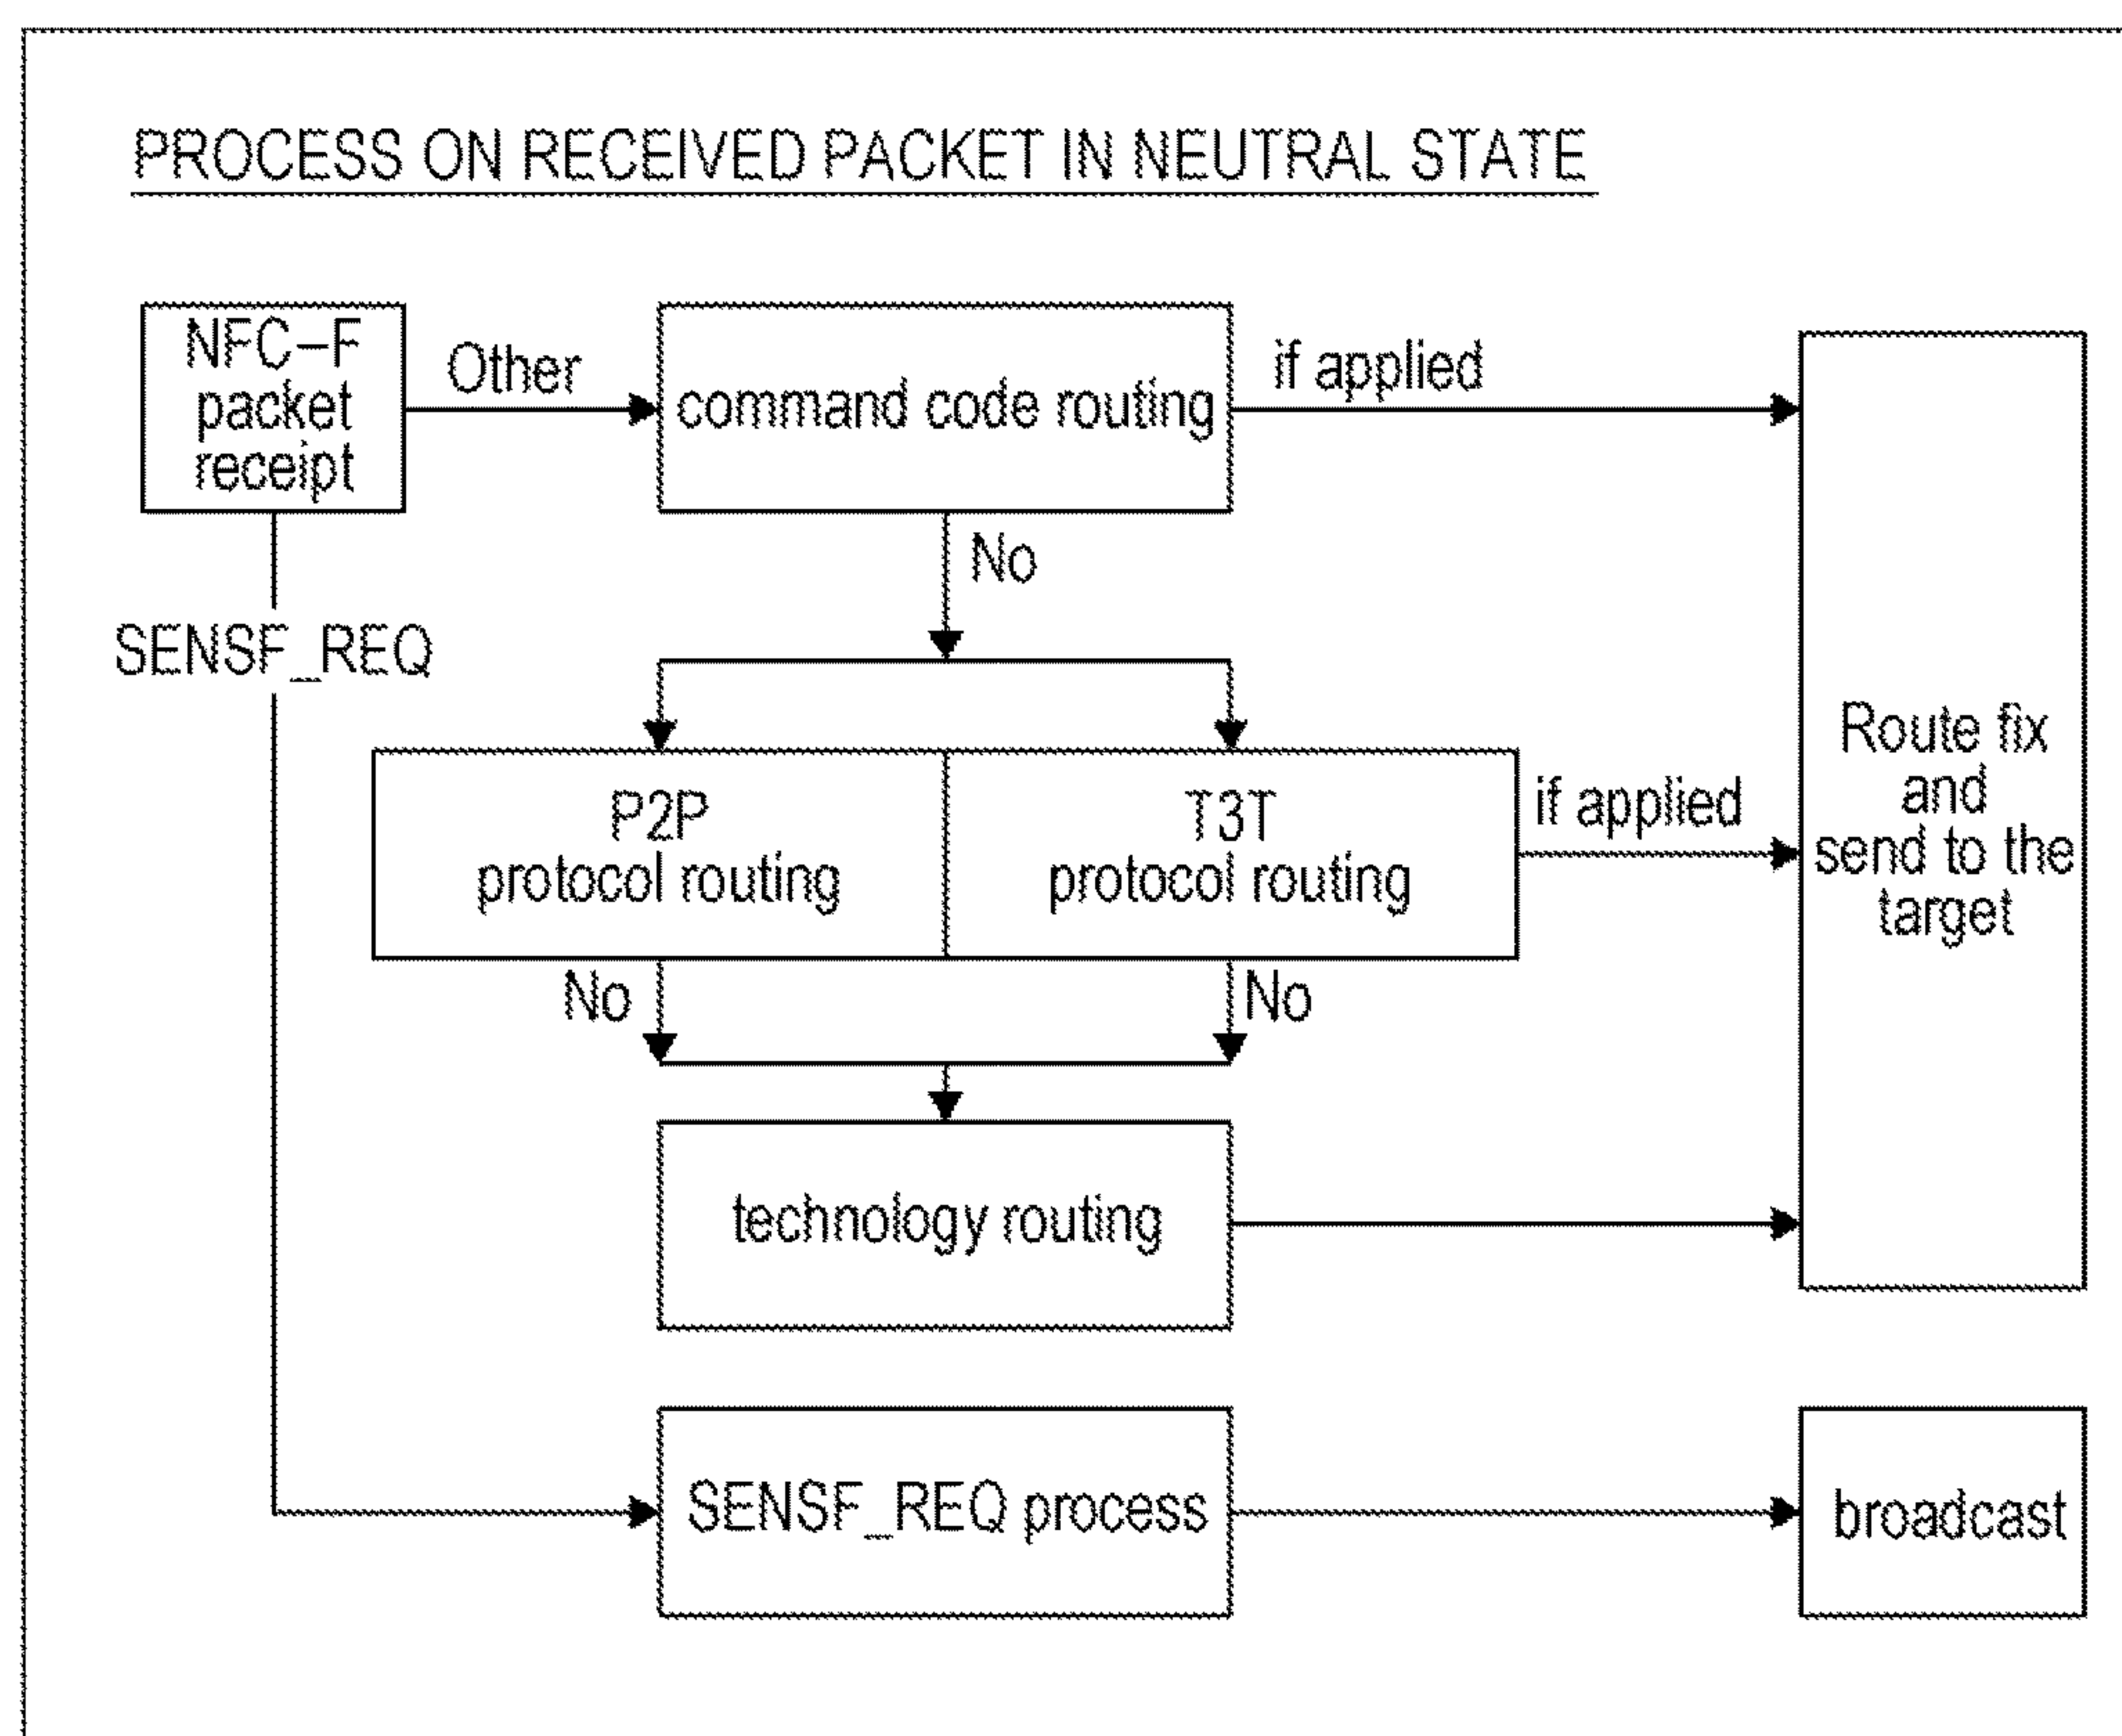 PROCESS ON RECEIVED PACKET IN NEUTRAL STATE
NFC-F
packet
receipt
Other
command code routing
if applied
No
SENSF_REQ
P2P
protocol routing
T3T
protocol routing
if applied
Route fix
and
send to the
target
No
No
technology routing
SENSF_REQ process
broadcast